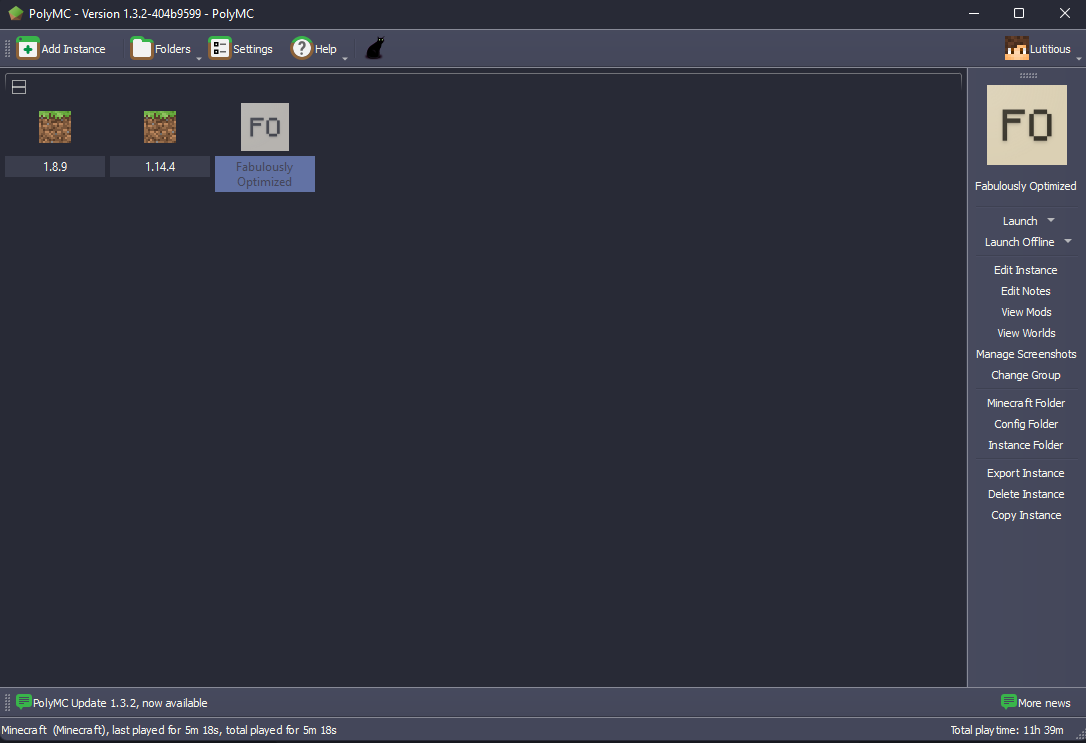 PolyMC - Version 1.3.2-404b9599 - PolyMC
Add Instance
Folders
Settings
Help
Lutitious
FO
FO
1.8.9
1.14.4
Fabulously
Optimized
Fabulously Optimized
Launch
Launch Offline
Edit Instance
Edit Notes
View Mods
View Worlds
Manage Screenshots
Change Group
Minecraft Folder
Config Folder
Instance Folder
Export Instance
Delete Instance
Copy Instance
PolyMC Update 1.3.2, now available
More news
Minecraft (Minecraft), last played for 5m 18s, total played for 5m 18s
Total playtime: 11h 39m